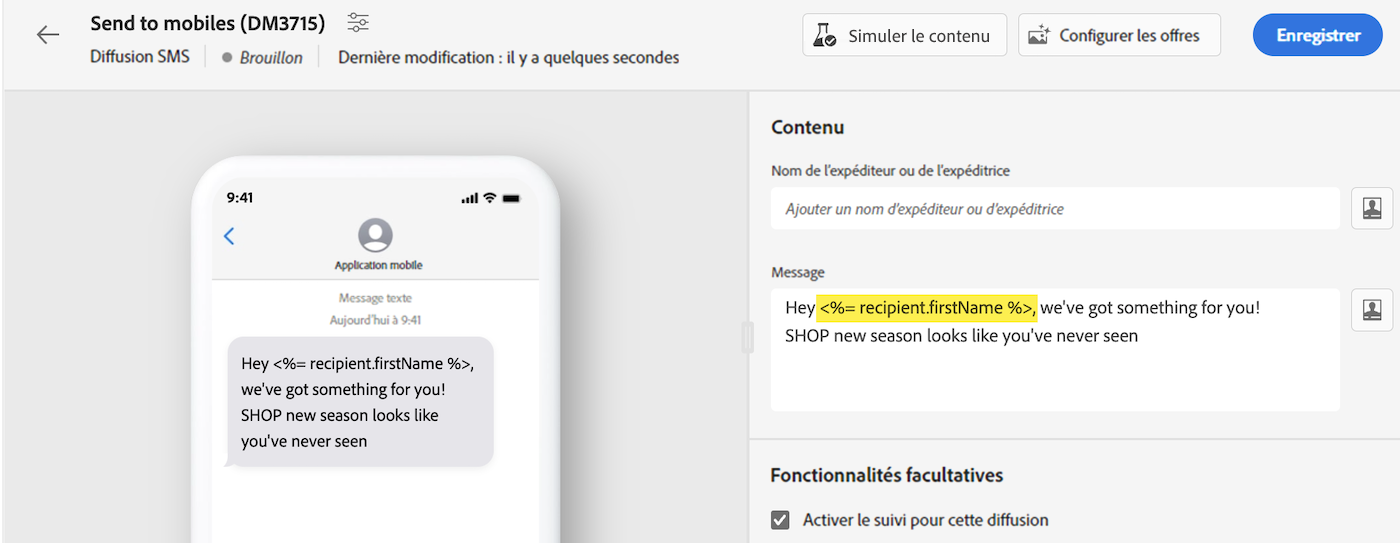 Send to mobiles (DM3715)
Diffusion SMS
Brouillon
Dernière modification : il y a quelques secondes
Simuler le contenu
Configurer les offres
Enregistrer
9:41
Application mobile
Message texte
Aujourd'hui à 9:41
Hey <%= recipient.firstName %>,
we've got something for you!
SHOP new season looks like
you've never seen
Contenu
Nom de l'expéditeur ou de l'expéditrice
Ajouter un nom d'expéditeur ou d'expéditrice
Message
Hey <%= recipient.firstName %>, we've got something for you!
SHOP new season looks like you've never seen
Fonctionnalités facultatives
Activer le suivi pour cette diffusion